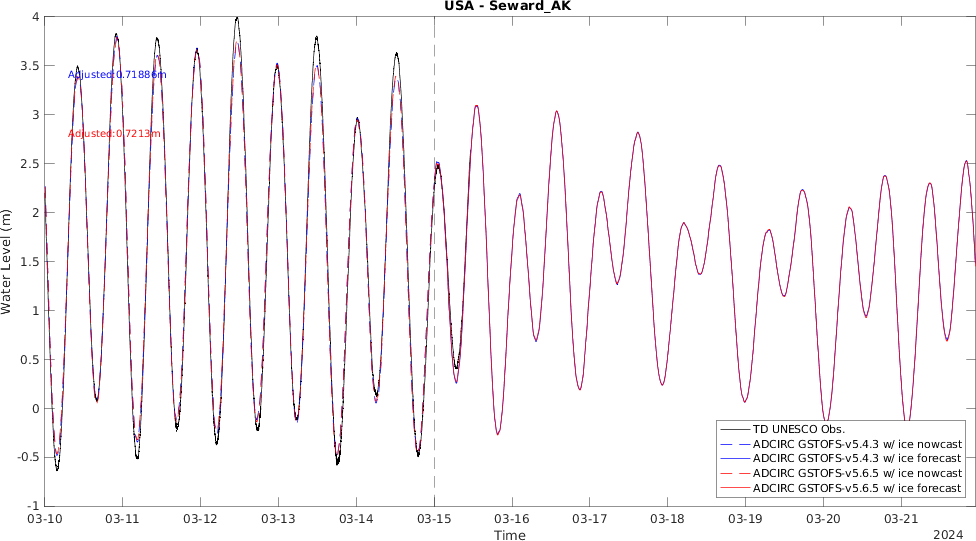 USA - Seward_AK
4
3.5
3
2.5
2
1.5
1
0.5
0
-0.5
-1
Water Level (m)
Adjusted:0.71886m
Adjusted:0.7213m
TD UNESCO Obs.
ADCIRC GSTOFS-v5.4.3 w/ ice nowcast
ADCIRC GSTOFS-v5.4.3 w/ ice forecast
ADCIRC GSTOFS-v5.6.5 w/ ice nowcast
ADCIRC GSTOFS-v5.6.5 w/ ice forecast
03-10 03-11 03-12 03-13 03-14 03-15 03-16 03-17 03-18 03-19 03-20 03-21
Time
2024